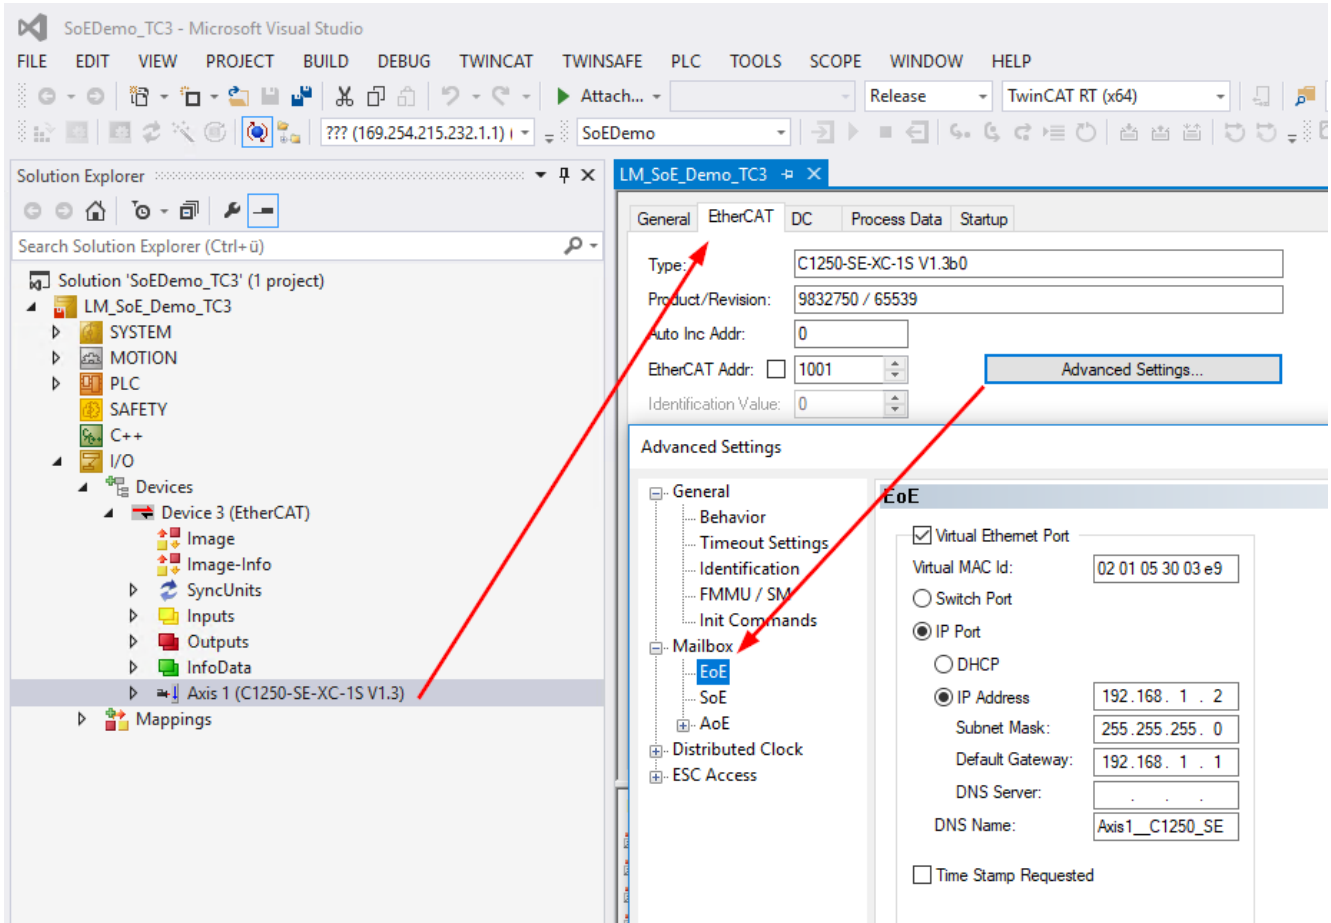 SoEDemo_TC3 - Microsoft Visual Studio
FILE EDIT VIEW PROJECT BUILD DEBUG TWINCAT TWINSAFE PLC TOOLS SCOPE WINDOW HELP
Attach... Release TwinCAT RT (x64)
??? (169.254.215.232.1.1) ( SoEDemo
Solution Explorer
Search Solution Explorer (Ctrl+ü)
Solution 'SoEDemo_TC3' (1 project)
LM_SoE_Demo_TC3
SYSTEM
MOTION
PLC
SAFETY
C++
I/O
Devices
Device 3 (EtherCAT)
Image
Image-Info
SyncUnits
Inputs
Outputs
InfoData
Axis 1 (C1250-SE-XC-1S V1.3)
Mappings
LM_SoE_Demo_TC3
General EtherCAT DC Process Data Startup
Type: C1250-SE-XC-1S V1.3b0
Product/Revision: 9832750 / 65539
Auto Inc Addr: 0
EtherCAT Addr: 1001 Advanced Settings...
Identification Value: 0
Advanced Settings
General
Behavior
Timeout Settings
Identification
FMMU / SM
Init Commands
Mailbox
EoE
SoE
AoE
Distributed Clock
ESC Access
EoE
Virtual Ethernet Port
Virtual MAC Id: 02 01 05 30 03 e9
Switch Port
IP Port
DHCP
IP Address 192.168. 1 . 2
Subnet Mask: 255.255.255. 0
Default Gateway: 192.168. 1 . 1
DNS Server: . . .
DNS Name: Axis1__C1250_SE
Time Stamp Requested